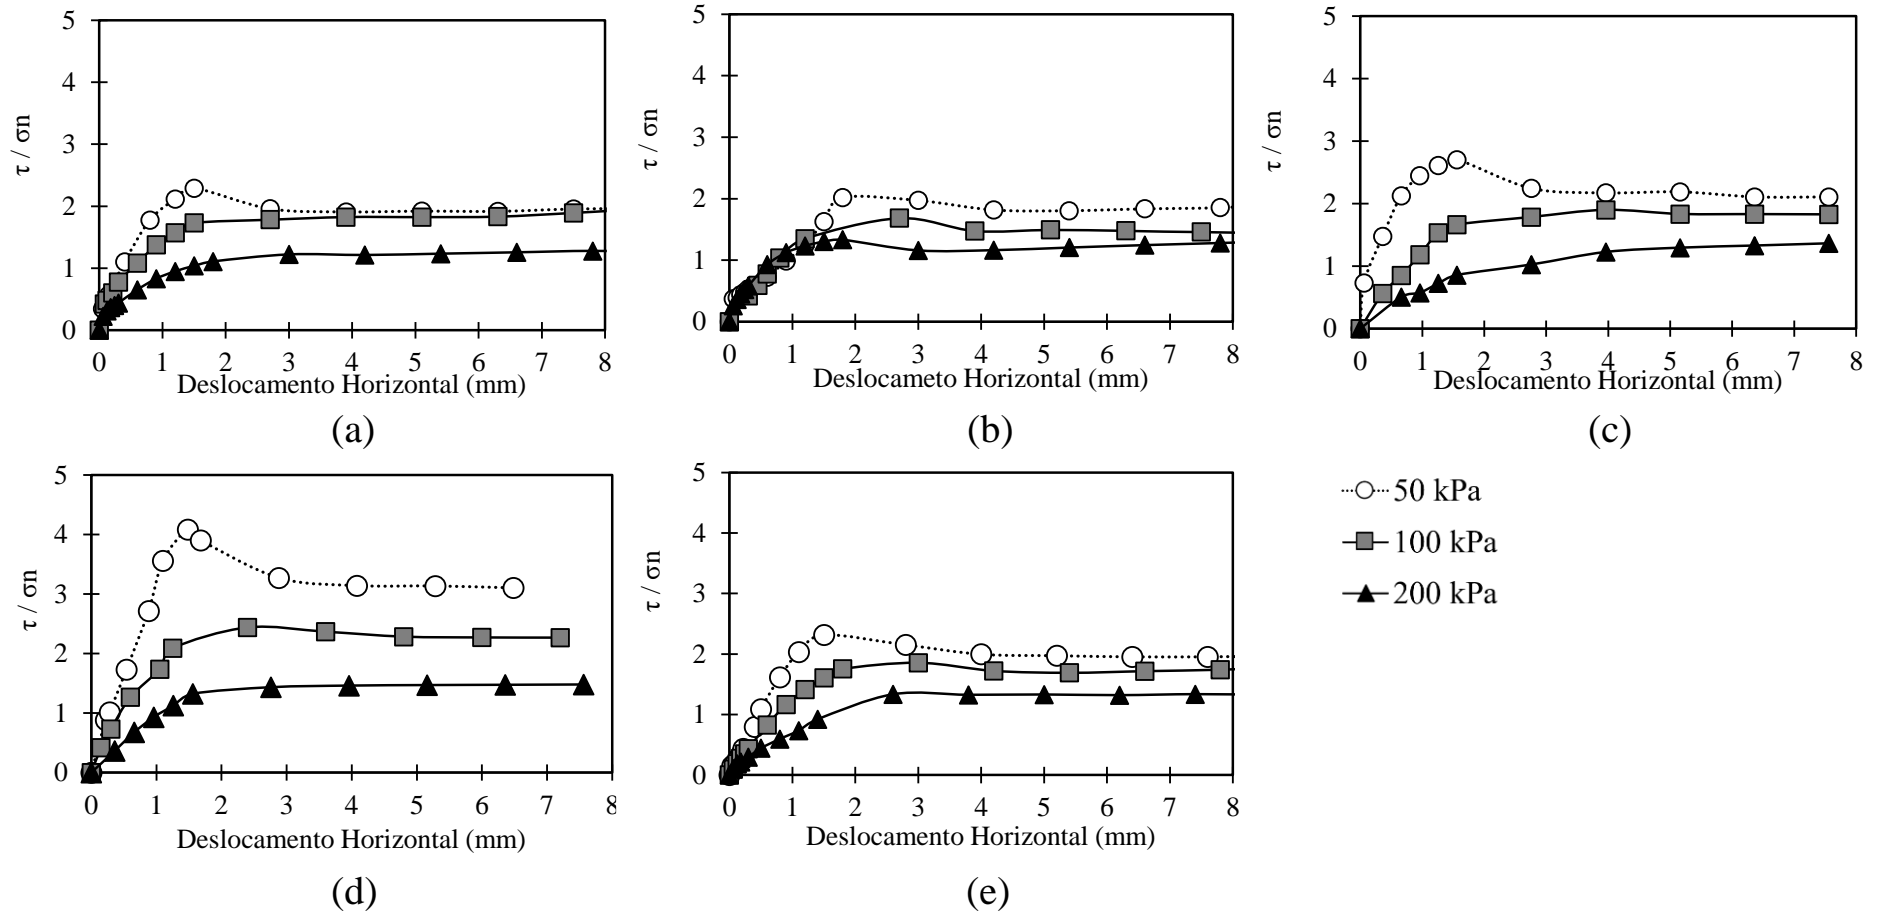 5
4
3
2
1
0
τ / σn
0 1 2 3 4 5 6 7 8
Deslocamento Horizontal (mm)
(a)
5
4
3
2
1
0
τ / σn
0 1 2 3 4 5 6 7 8
Deslocameto Horizontal (mm)
(b)
5
4
3
2
1
0
τ / σn
0 1 2 3 4 5 6 7 8
Deslocamento Horizontal (mm)
(c)
5
4
3
2
1
0
τ / σn
0 1 2 3 4 5 6 7 8
Deslocamento Horizontal (mm)
(d)
5
4
3
2
1
0
τ / σn
0 1 2 3 4 5 6 7 8
Deslocamento Horizontal (mm)
(e)
50 kPa
100 kPa
200 kPa